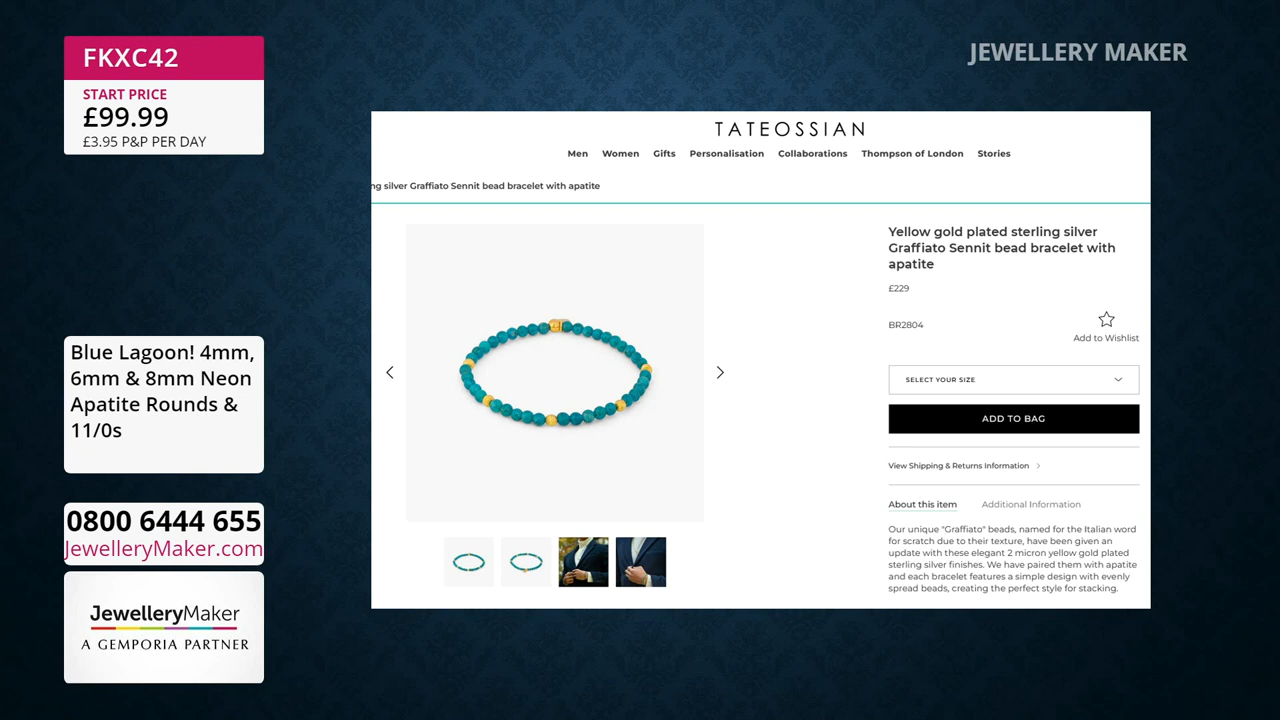 FKXC42
START PRICE
£99.99
£3.95 P&P PER DAY
Blue Lagoon! 4mm,
6mm & 8mm Neon
Apatite Rounds &
11/0s
0800 6444 655
JewelleryMaker.com
JewelleryMaker
A GEMPORIA PARTNER
JEWELLERY MAKER
TATEOSSIAN
Men Women Gifts Personalisation Collaborations Thompson of London Stories
ng silver Graffiato Sennit bead bracelet with apatite
Yellow gold plated sterling silver
Graffiato Sennit bead bracelet with
apatite
£229
BR2804
Add to Wishlist
SELECT YOUR SIZE
ADD TO BAG
View Shipping & Returns Information
About this item Additional Information
Our unique "Graffiato" beads, named for the Italian word
for scratch due to their texture, have been given an
update with these elegant 2 micron yellow gold plated
sterling silver finishes. We have paired them with apatite
and each bracelet features a simple design with evenly
spread beads, creating the perfect style for stacking.